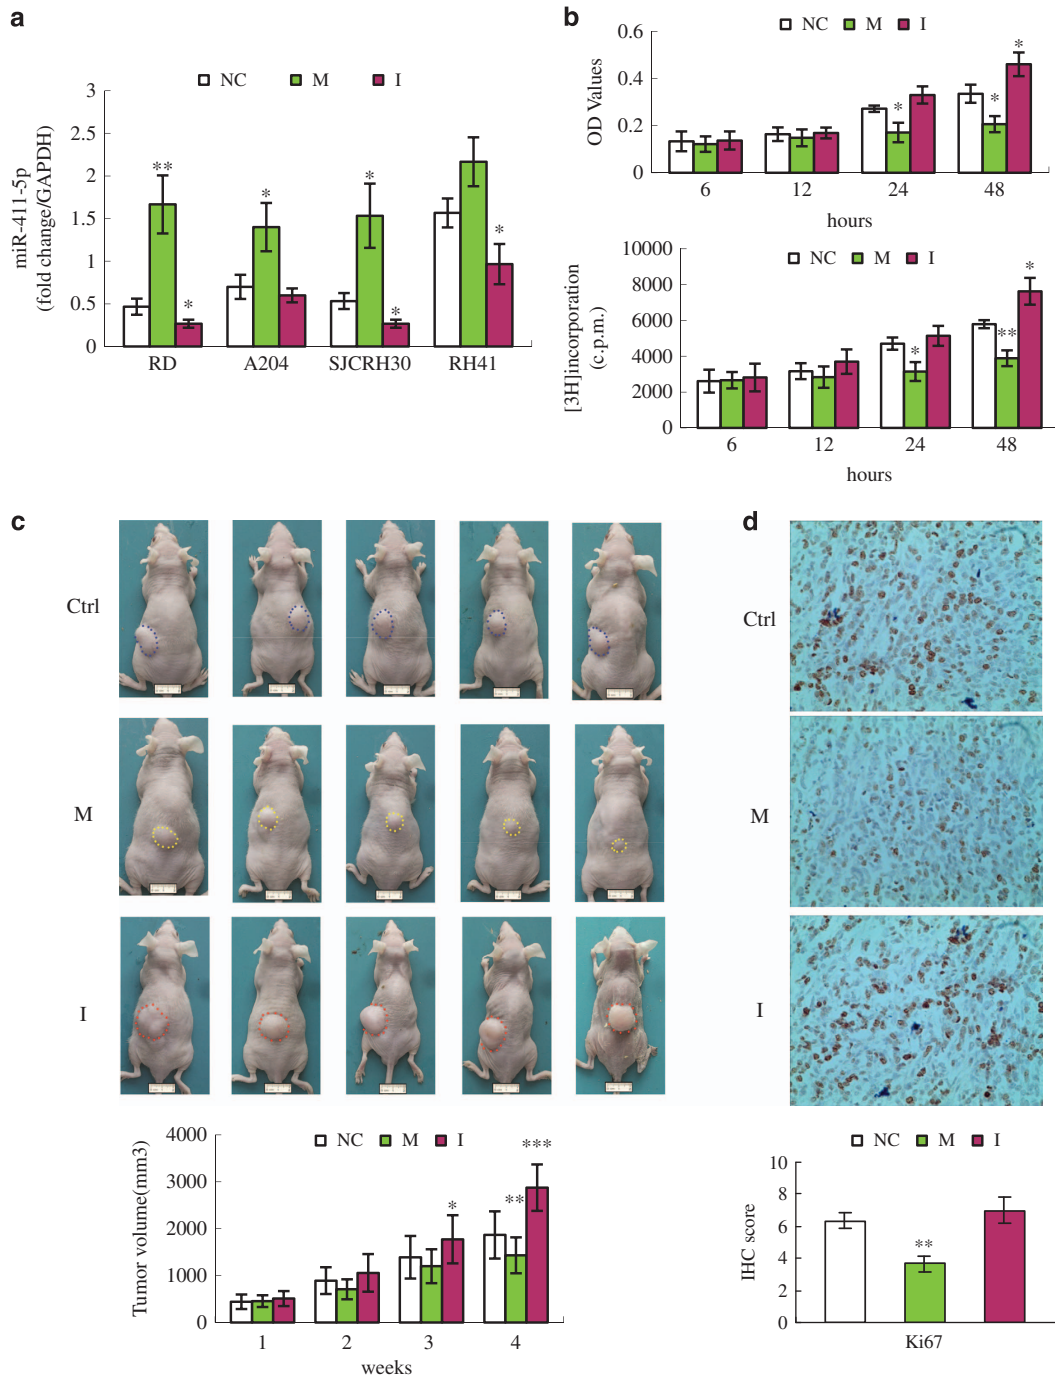 a
NC M I
miR-411-5p
(fold change/GAPDH)
3
2.5
2
1.5
1
0.5
0
** * * * * *
RD A204 SJCRH30 RH41
b
NC M I
OD Values
0.6
0.4
0.2
0
* * *
6 12 24 48
hours
NC M I
[3H]incorporation
(c.p.m.)
10000
8000
6000
4000
2000
0
* ** *
6 12 24 48
hours
c
Ctrl
M
I
NC M I
Tumor volume(mm3)
4000
3000
2000
1000
0
* ** ***
1 2 3 4
weeks
d
Ctrl
M
I
NC M I
IHC score
10
8
6
4
2
0
**
Ki67